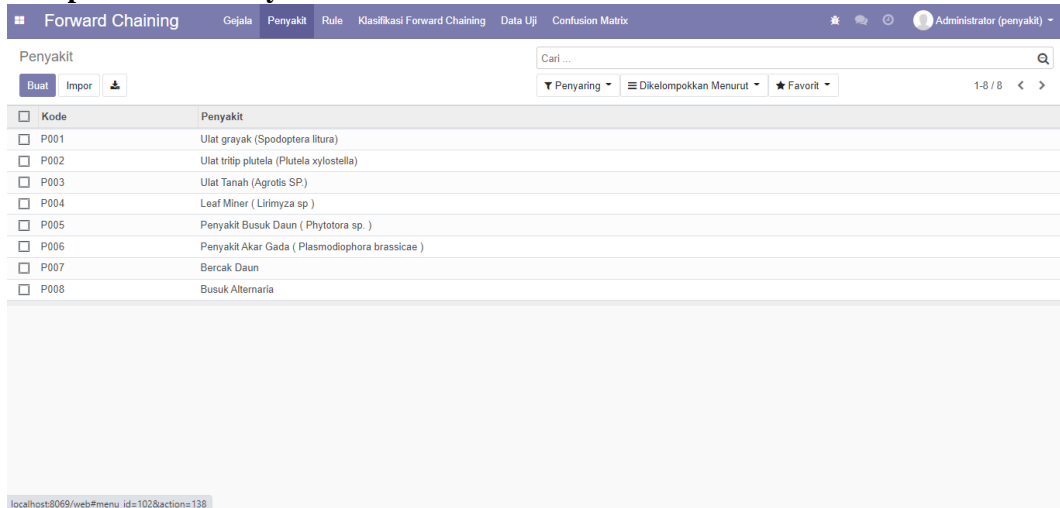 Forward Chaining Gejala Penyakit Rule Klasifikasi Forward Chaining Data Uji Confusion Matrix Administrator (penyakit)
Penyakit Cari ...
Buat Impor Penyaring Dikelompokkan Menurut Favorit 1-8 / 8
Kode Penyakit
P001 Ulat grayak (Spodoptera litura)
P002 Ulat tritip plutela (Plutela xylostella)
P003 Ulat Tanah (Agrotis SP.)
P004 Leaf Miner ( Lirimyza sp )
P005 Penyakit Busuk Daun ( Phytotora sp. )
P006 Penyakit Akar Gada ( Plasmodiophora brassicae )
P007 Bercak Daun
P008 Busuk Alternaria
localhost:8069/web#menu_id=102&action=138